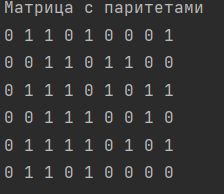 Матрица с паритетами
0 1 1 0 1 0 0 0 1
0 0 1 1 0 1 1 0 0
0 1 1 1 0 1 0 1 1
0 0 1 1 1 0 0 1 0
0 1 1 1 1 0 1 0 1
0 1 1 0 1 0 0 0 0